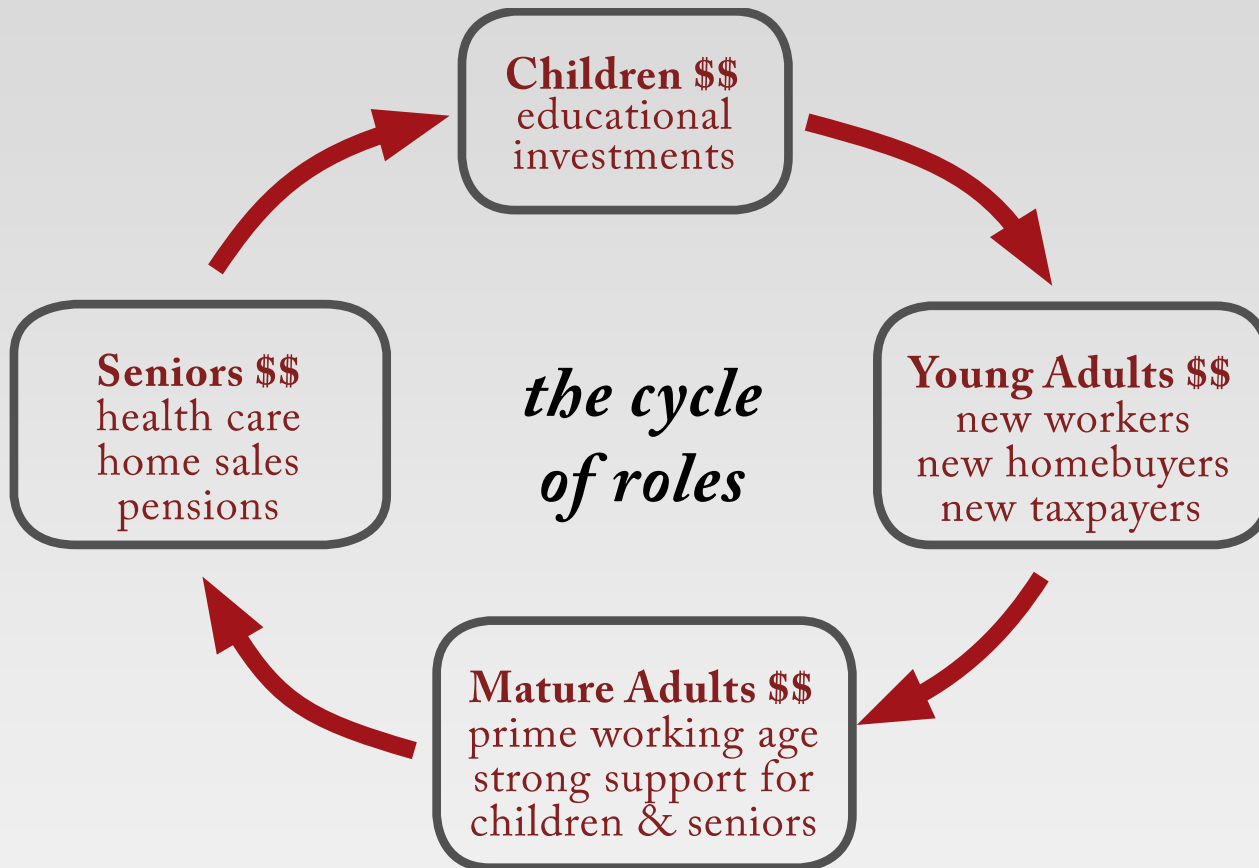 Children $$
educational
investments
Seniors $$
health care
home sales
pensions
the cycle
of roles
Young Adults $$
new workers
new homebuyers
new taxpayers
Mature Adults $$
prime working age
strong support for
children & seniors